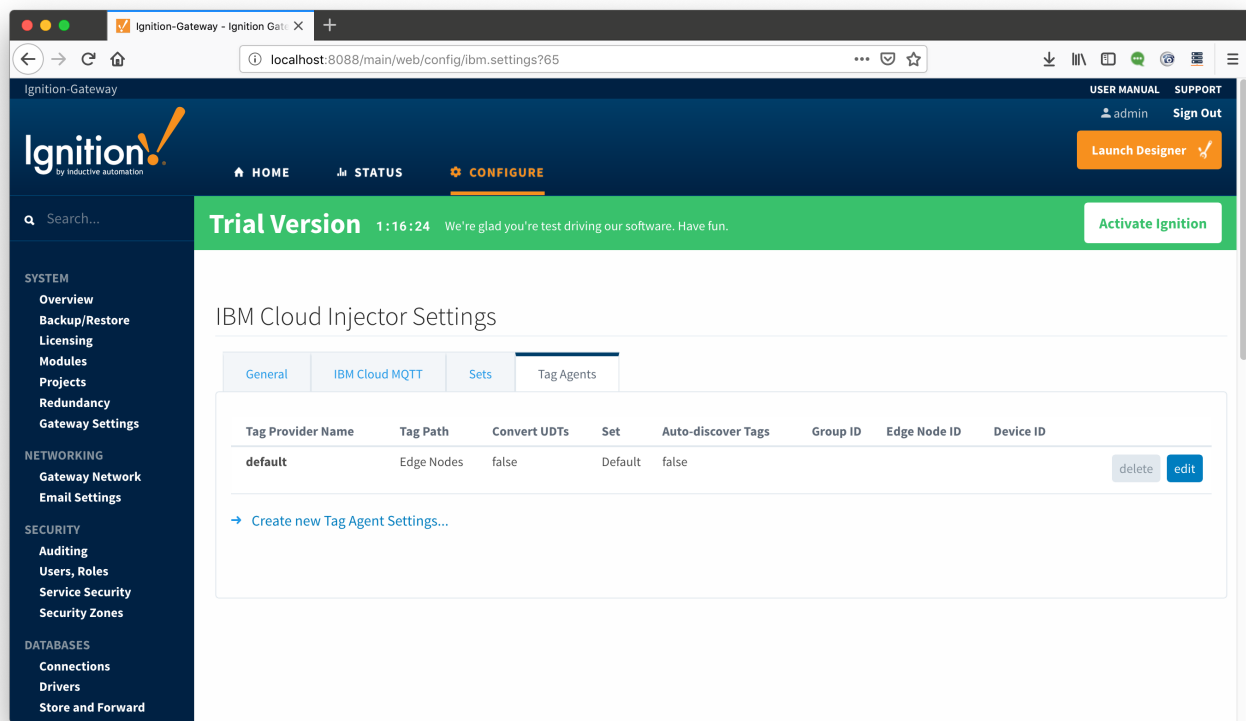 Ignition-Gateway - Ignition Gate
localhost:8088/main/web/config/ibm.settings?65
Ignition-Gateway
USER MANUAL SUPPORT
admin Sign Out
Ignition!
by inductive automation
Launch Designer
HOME STATUS CONFIGURE
Search...
Trial Version 1:16:24 We're glad you're test driving our software. Have fun.
Activate Ignition
SYSTEM
Overview
Backup/Restore
Licensing
Modules
Projects
Redundancy
Gateway Settings
NETWORKING
Gateway Network
Email Settings
SECURITY
Auditing
Users, Roles
Service Security
Security Zones
DATABASES
Connections
Drivers
Store and Forward
IBM Cloud Injector Settings
General IBM Cloud MQTT Sets Tag Agents
Tag Provider Name Tag Path Convert UDTs Set Auto-discover Tags Group ID Edge Node ID Device ID
default Edge Nodes false Default false
delete edit
Create new Tag Agent Settings...